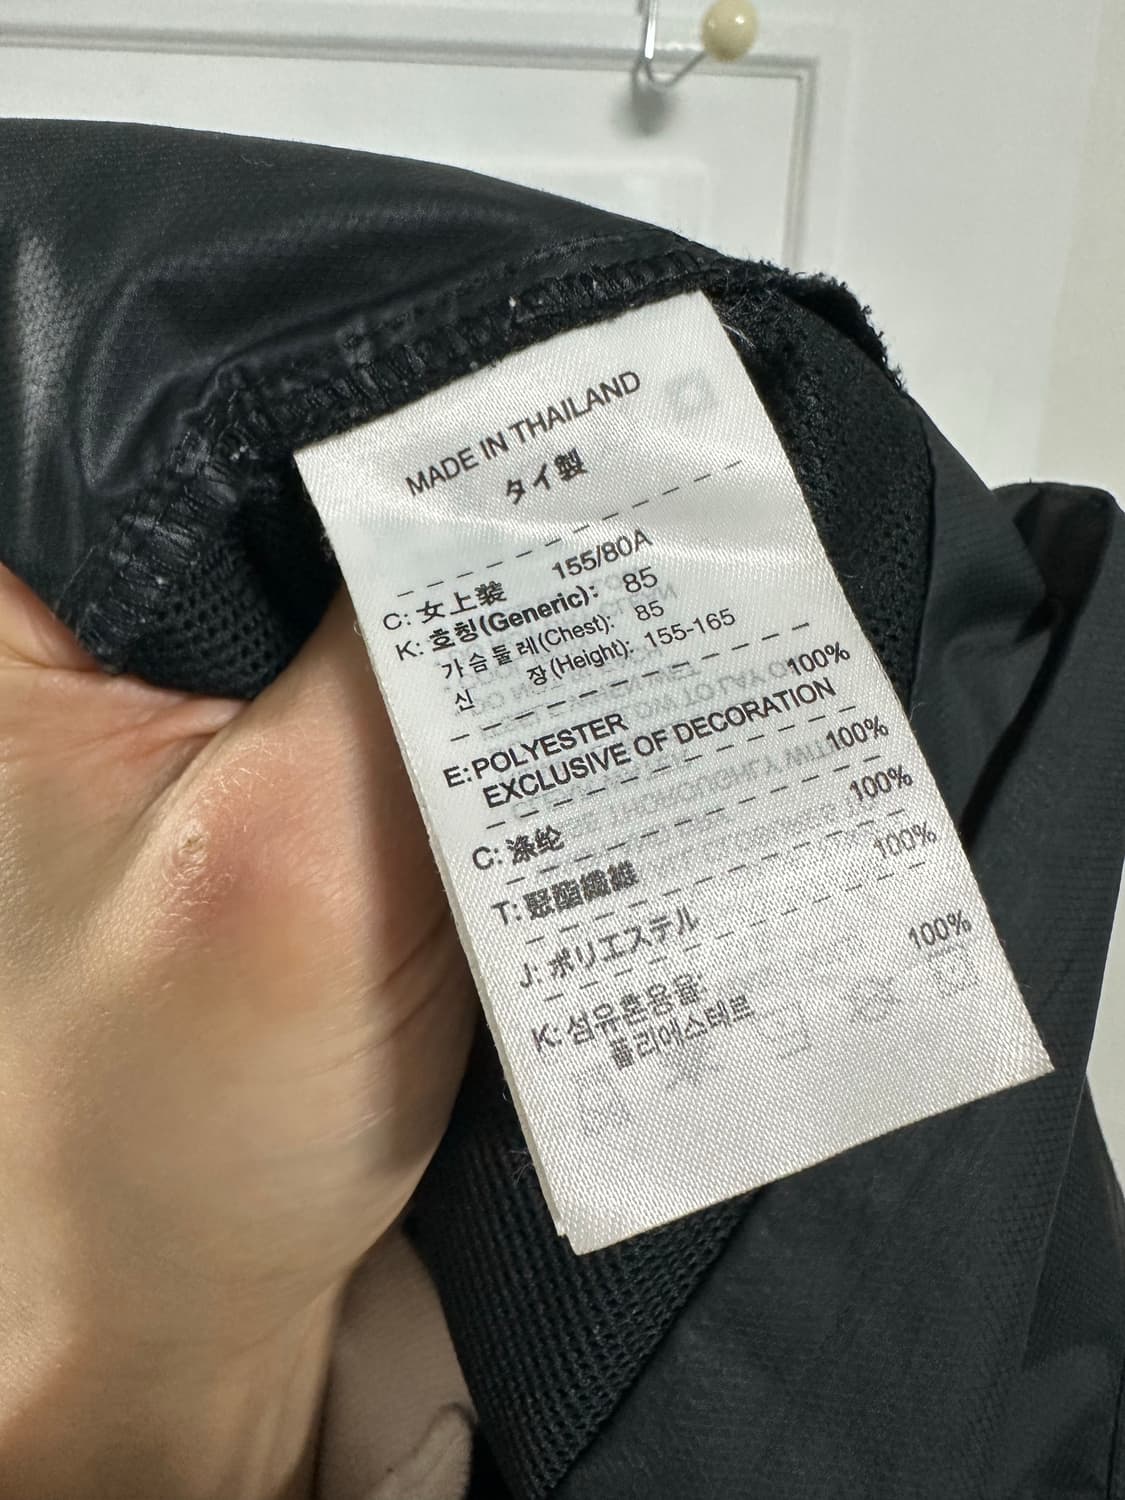 MADE IN THAILAND
タイ製
C: 女上装 155/80A
K: 호칭(Generic): 85
가슴둘레(Chest): 85
신 장(Height): 155-165
E: POLYESTER 100%
EXCLUSIVE OF DECORATION
C: 涤纶 100%
T: 聚酯纖維 100%
J: ポリエステル 100%
K: 섬유혼용율:
폴리에스테르 100%